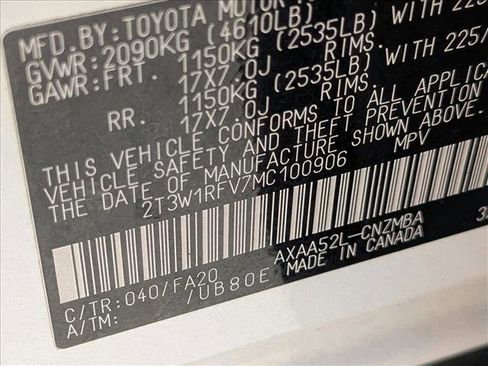 MFD.BY:TOYOTA MOTOR
GVWR:2090KG (4610LB)
GAWR:FRT. 1150KG (2535LB) WITH 225
17X7.0J RIMS,
RR. 1150KG (2535LB) WITH 225/
17X7.0J RIMS,
THIS VEHICLE CONFORMS TO ALL APPLICA
VEHICLE SAFETY AND THEFT PREVENTION
THE DATE OF MANUFACTURE SHOWN ABOVE.
2T3W1RFV7MC100906 MPV
C/TR:040/FA20 AXAA52L-CNZMBA
A/TM: /UB80E MADE IN CANADA